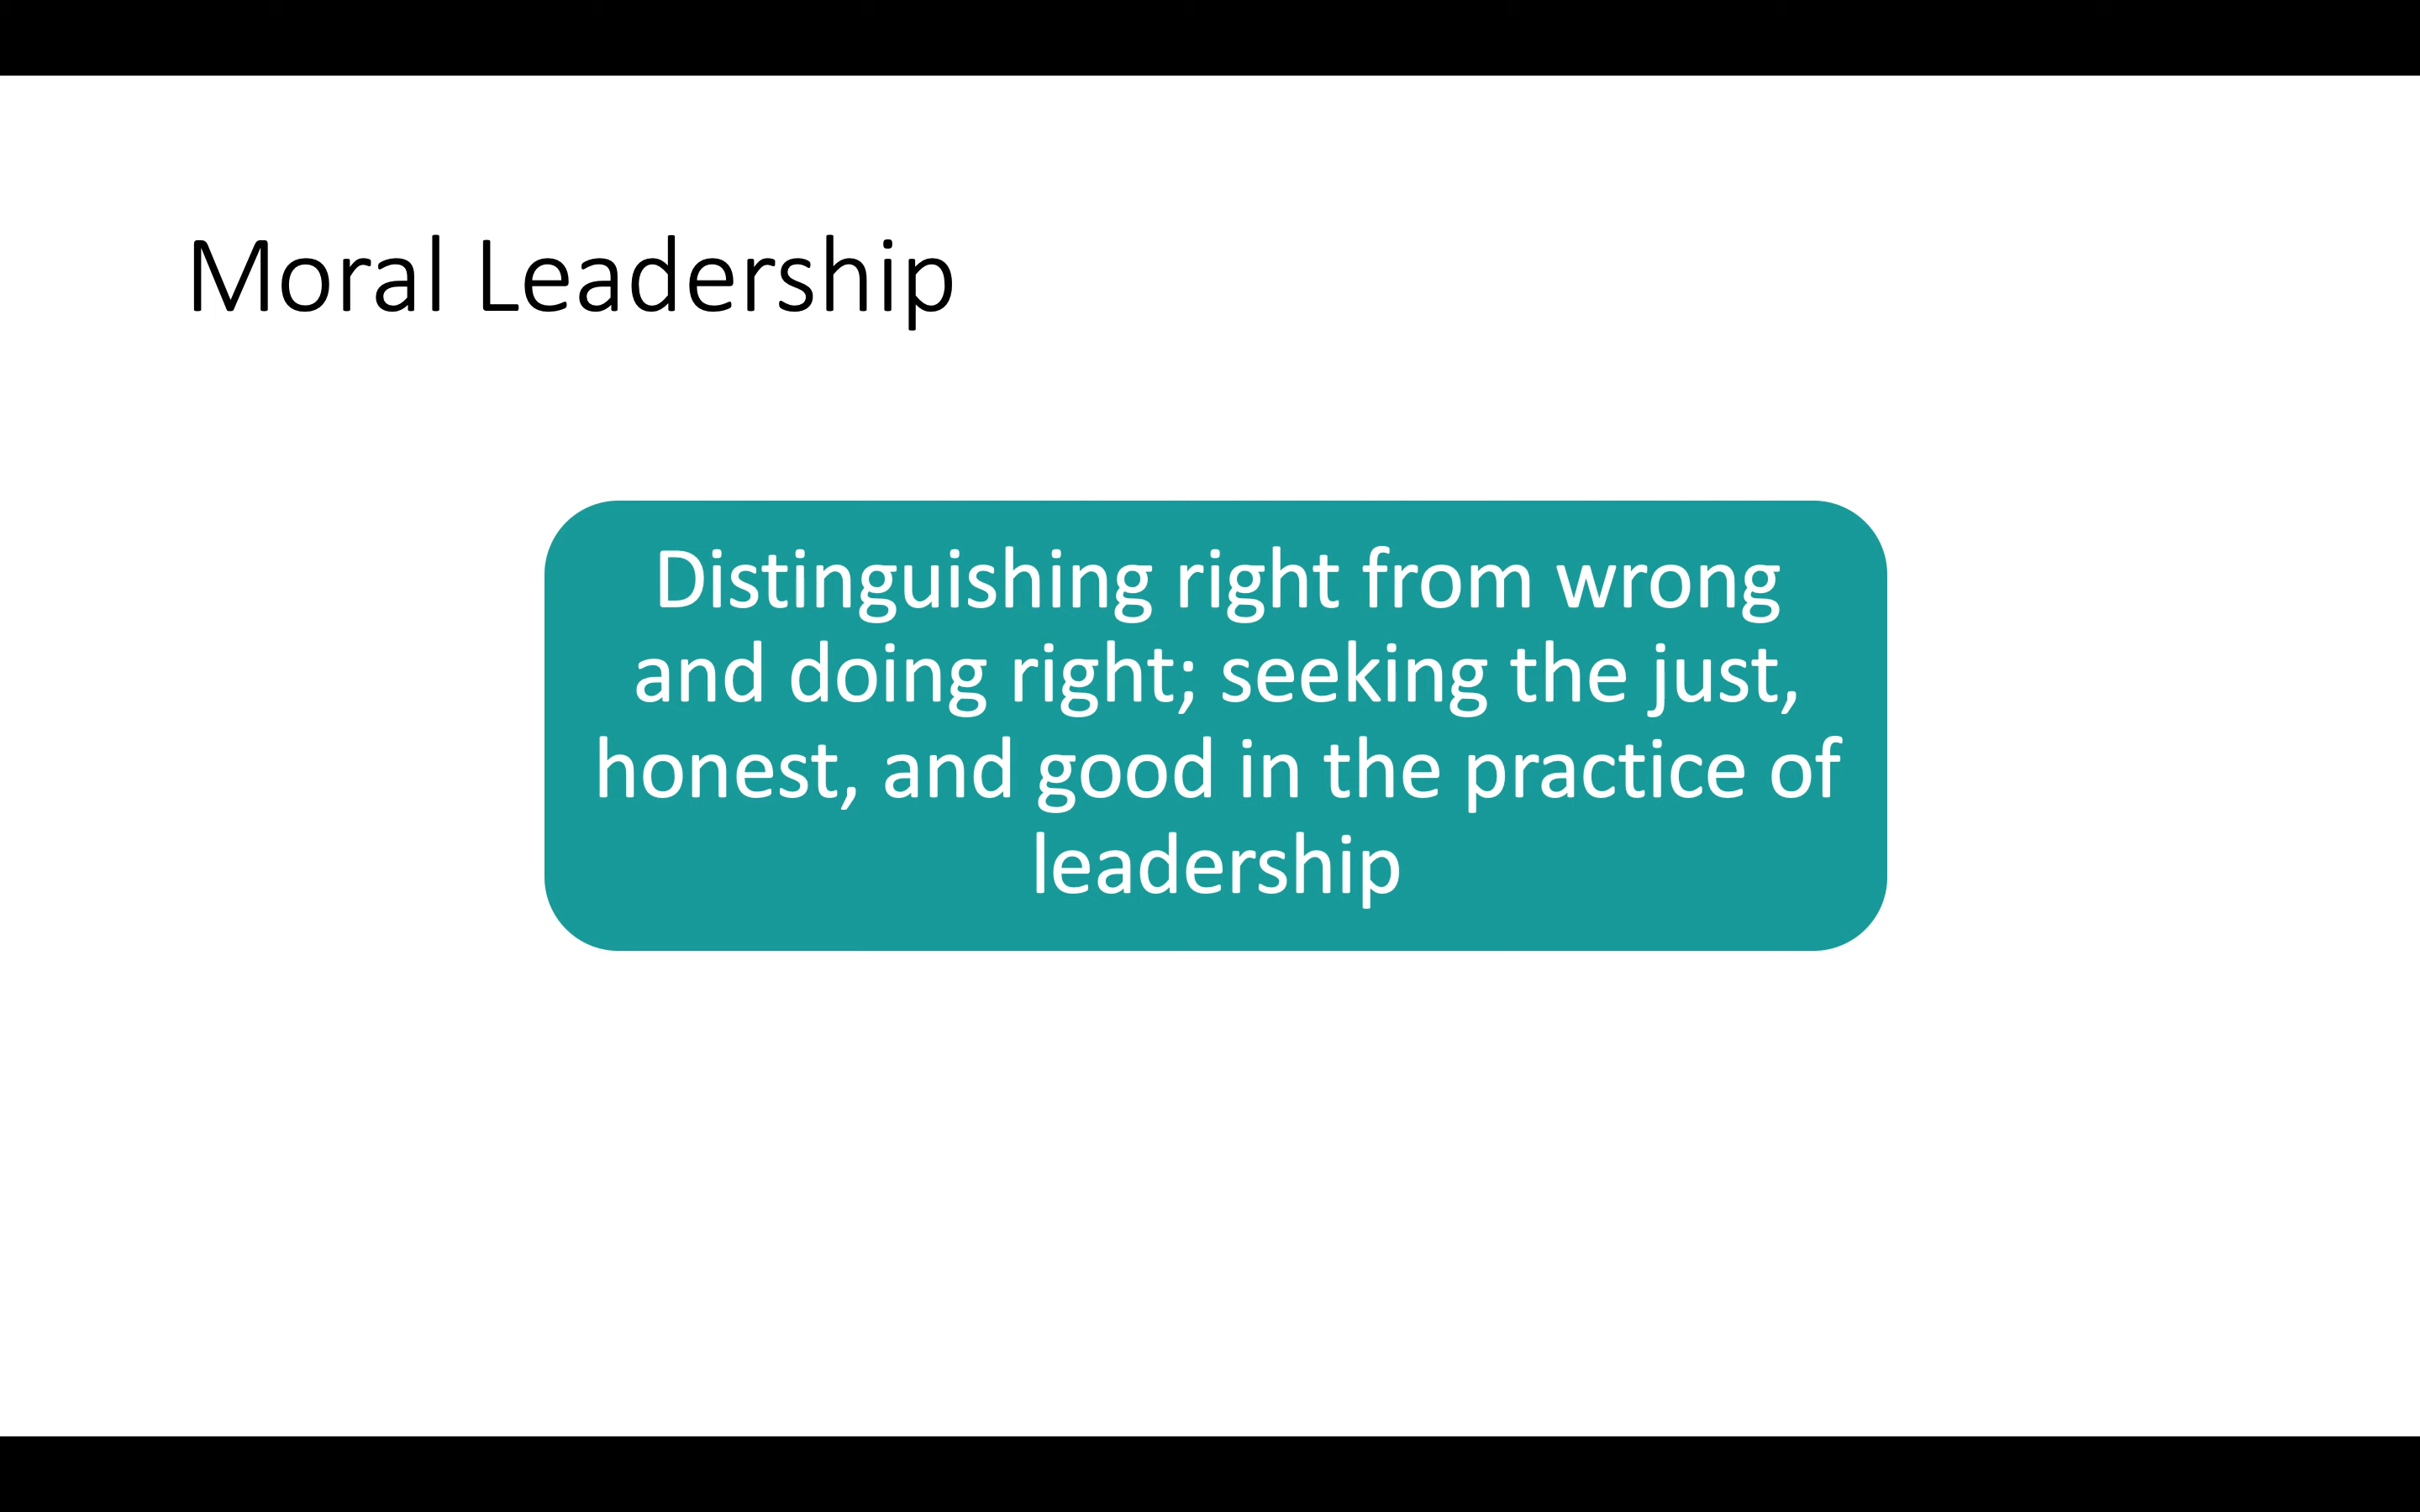 Moral Leadership
Distinguishing right from wrong
and doing right; seeking the just,
honest, and good in the practice of
leadership